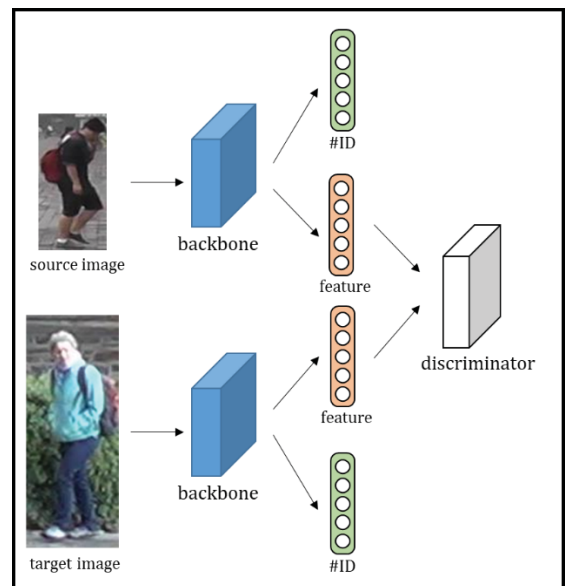 #ID
backbone
source image
feature
discriminator
feature
backbone
#ID
target image